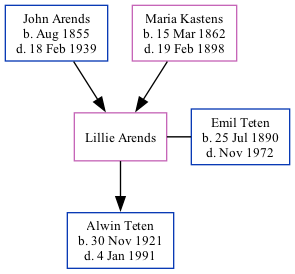 John Arends
b. Aug 1855
d. 18 Feb 1939
Maria Kastens
b. 15 Mar 1862
d. 19 Feb 1898
Lillie Arends
Emil Teten
b. 25 Jul 1890
d. Nov 1972
Alwin Teten
b. 30 Nov 1921
d. 4 Jan 1991